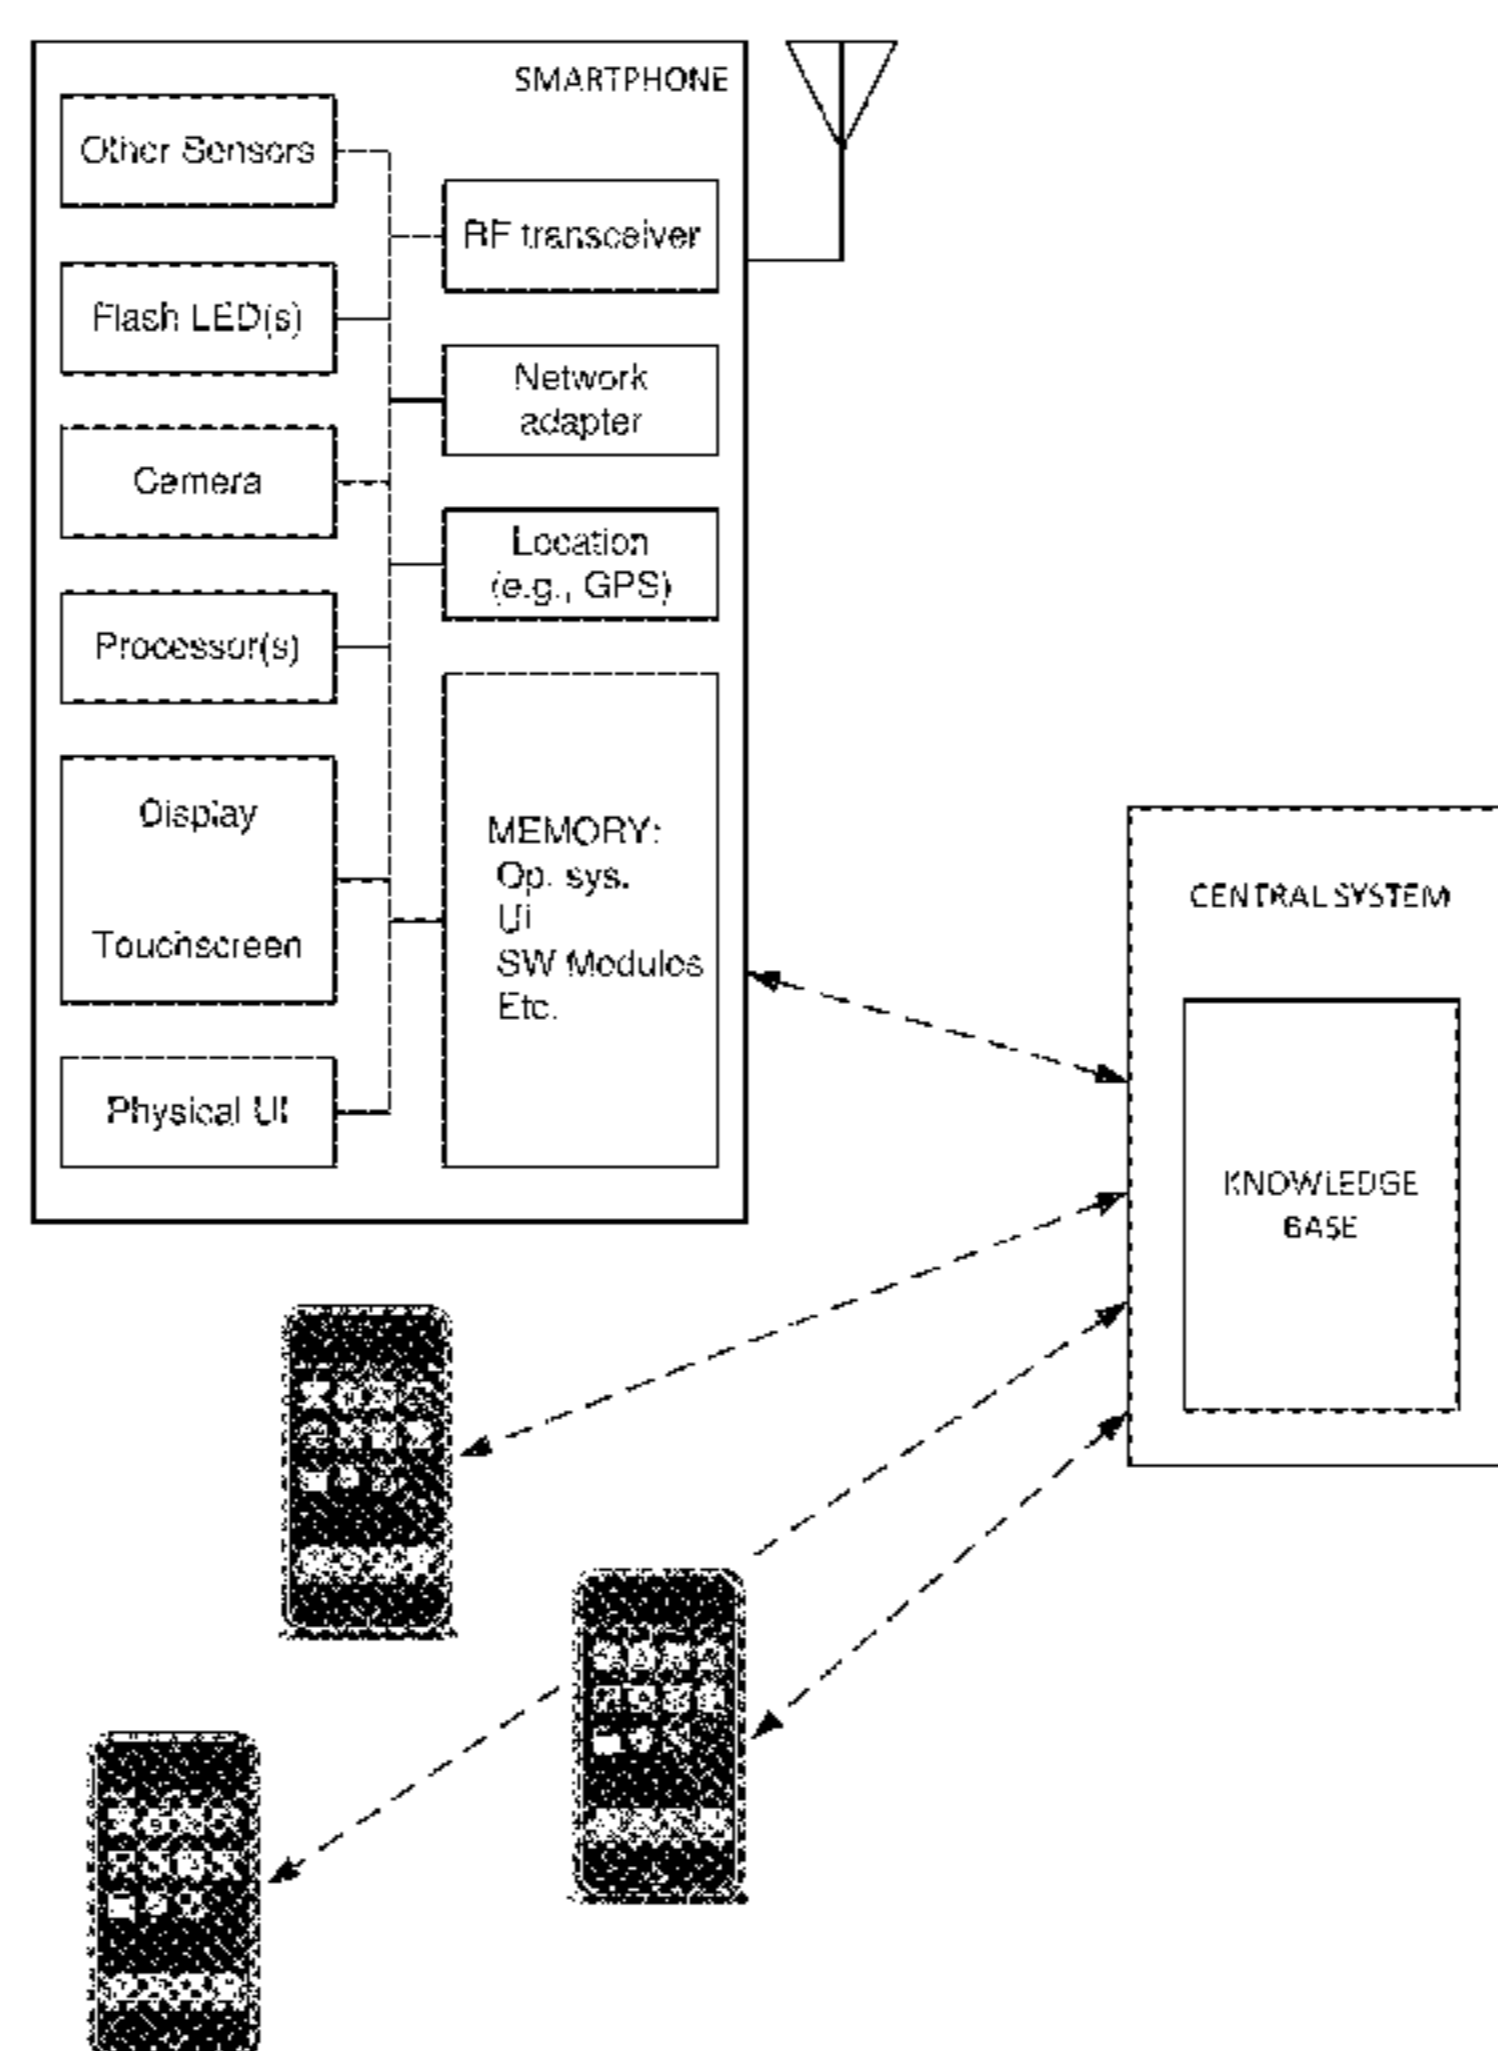 SMARTPHONE
Other Sensors
RF transceiver
Flash LED(s)
Network
adapter
Camera
Location
(e.g., GPS)
Processor(s)
Display
Touchscreen
MEMORY:
Op. sys.
UI
SW Modules
Etc.
Physical UI
CENTRAL SYSTEM
KNOWLEDGE
BASE